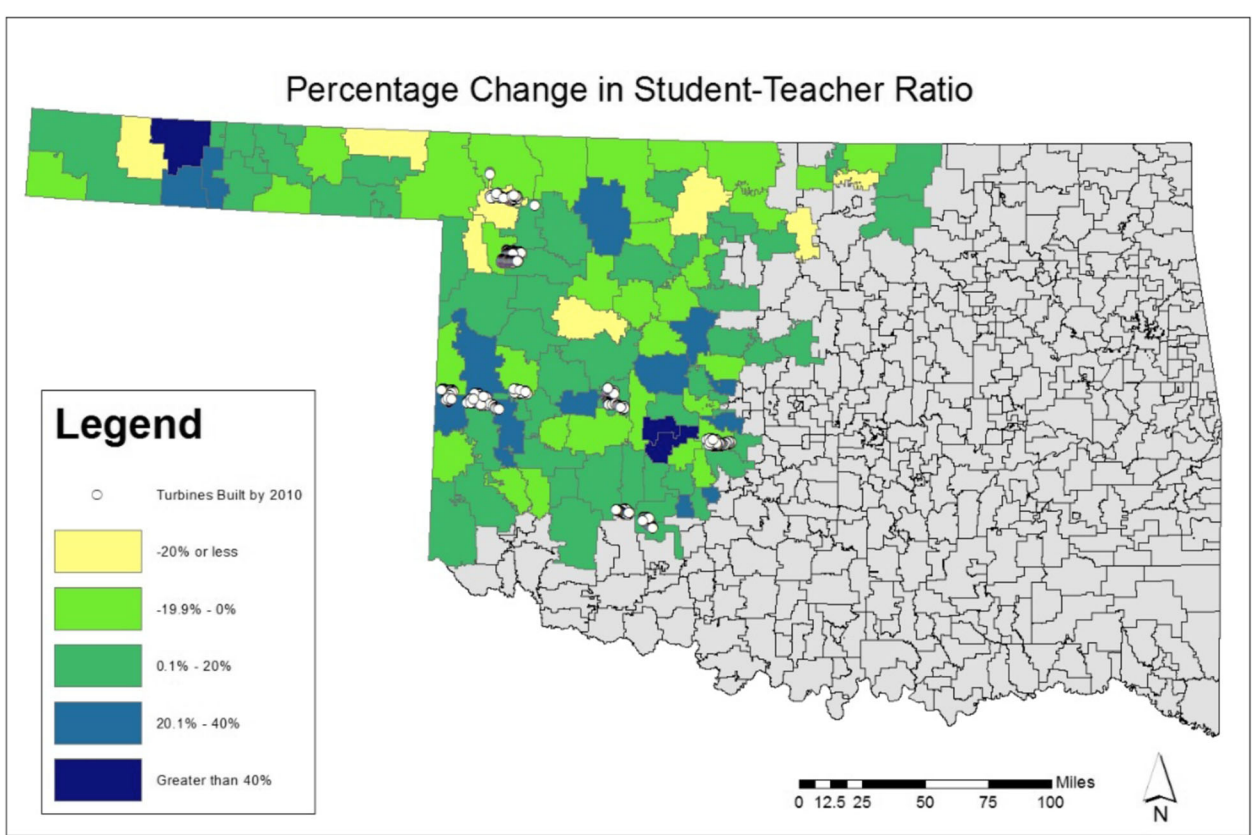 Percentage Change in Student-Teacher Ratio
Legend
Turbines Built by 2010
-20% or less
-19.9% - 0%
0.1% - 20%
20.1% - 40%
Greater than 40%
Miles
0 12.5 25 50 75 100
N